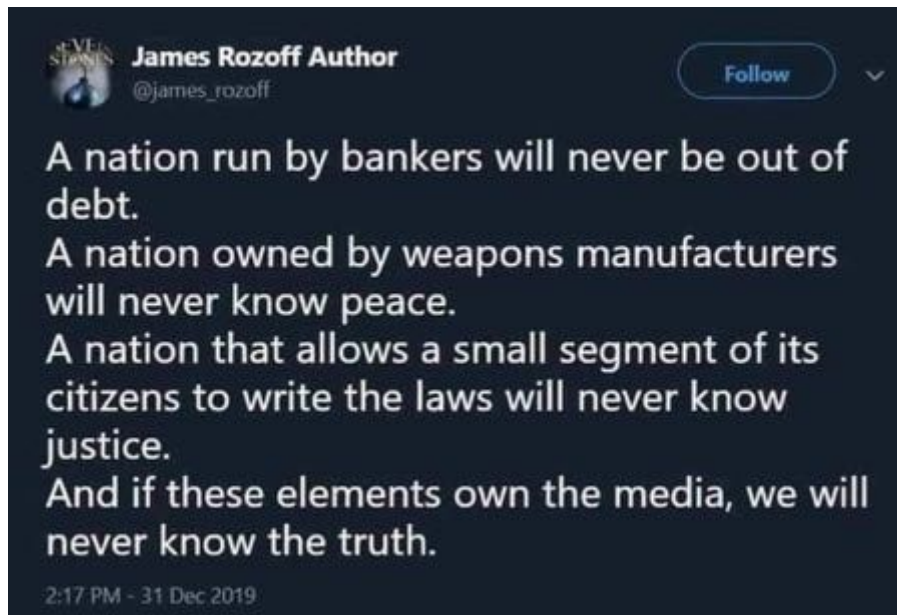 James Rozoff Author
@james_rozoff
Follow
A nation run by bankers will never be out of
debt.
A nation owned by weapons manufacturers
will never know peace.
A nation that allows a small segment of its
citizens to write the laws will never know
justice.
And if these elements own the media, we will
never know the truth.
2:17 PM - 31 Dec 2019